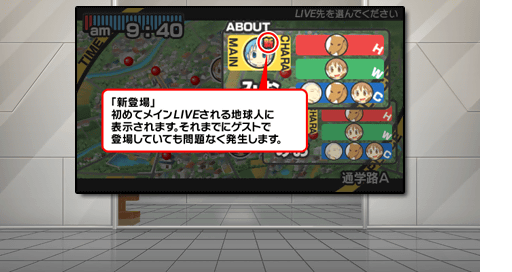 LIVE先を選んでください
TIME
am 9:40
ABOUT
MAIN
CHARA
H
W
C
「新登場」
初めてメインLIVEされる地球人に
表示されます。それまでにゲストで
登場していても問題なく発生します。
H
W
C
通学路A